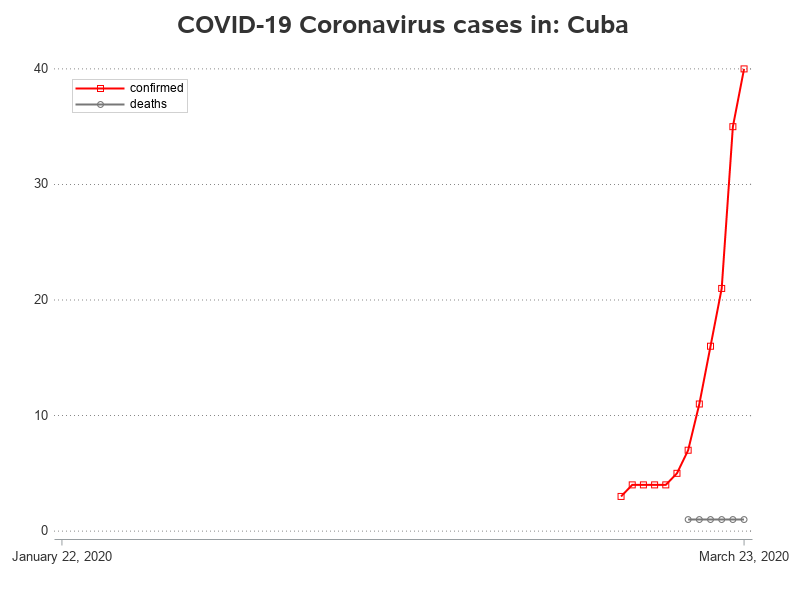 COVID-19 Coronavirus cases in: Cuba
40
confirmed
deaths
30
20
10
0
January 22, 2020
March 23, 2020